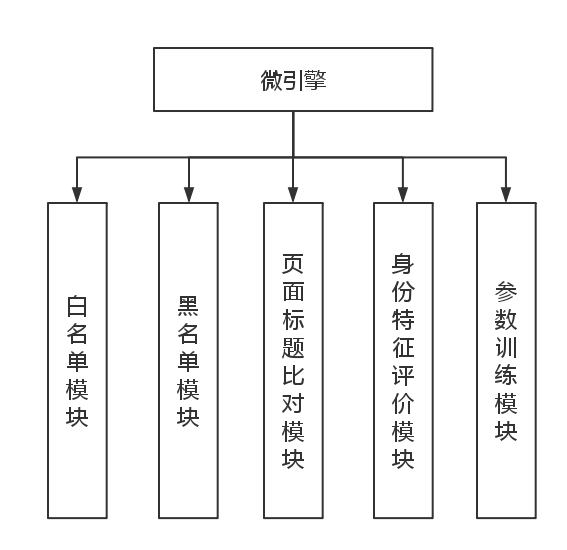 微引擎
白名单模块
黑名单模块
页面标题比对模块
身份特征评价模块
参数训练模块